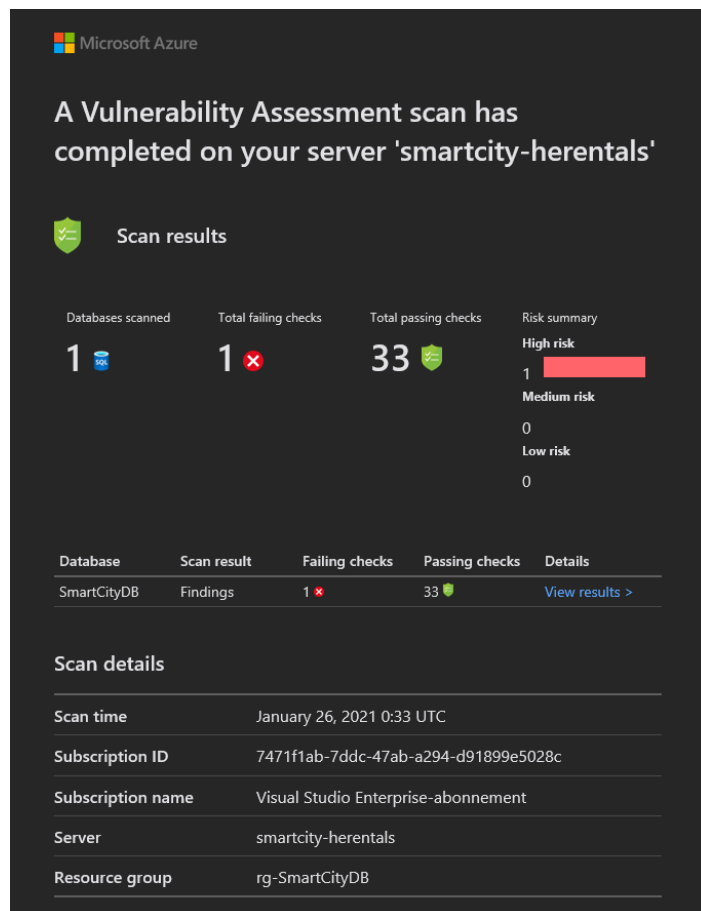 Microsoft Azure
A Vulnerability Assessment scan has
completed on your server 'smartcity-herentals'
Scan results
Databases scanned
1
SQL
Total failing checks
1
Total passing checks
33
Risk summary
High risk
1
Medium risk
0
Low risk
0
Database Scan result Failing checks Passing checks Details
SmartCityDB Findings 1 33 View results >
Scan details
Scan time January 26, 2021 0:33 UTC
Subscription ID 7471f1ab-7ddc-47ab-a294-d91899e5028c
Subscription name Visual Studio Enterprise-abonnement
Server smartcity-herentals
Resource group rg-SmartCityDB